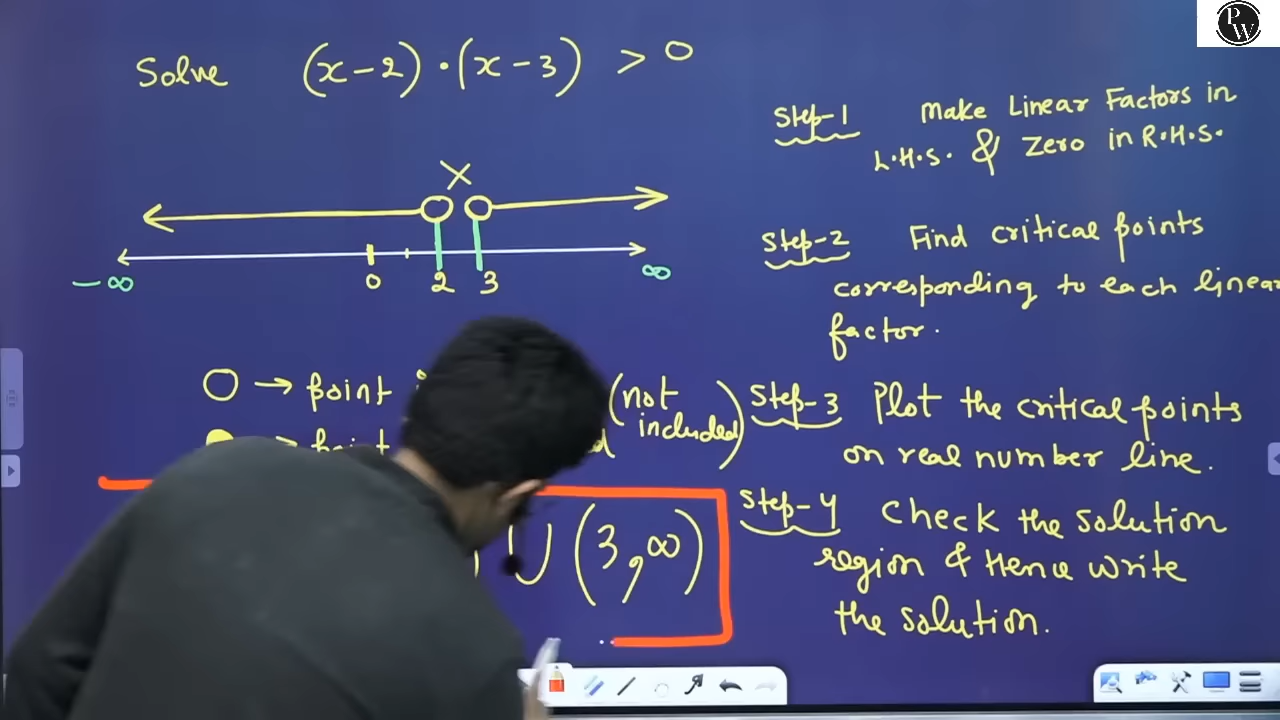 Solve (x-2)·(x-3) > 0
X
0 2 3
-∞ ∞
O → point
(not included)
→ point
U (3,∞)
Step-1 Make Linear Factors in
L.H.S. & Zero in R.H.S.
Step-2 Find critical points
corresponding to each linear
factor.
Step-3 Plot the critical points
on real number line.
Step-4 Check the solution
region & Hence write
the solution.
PW